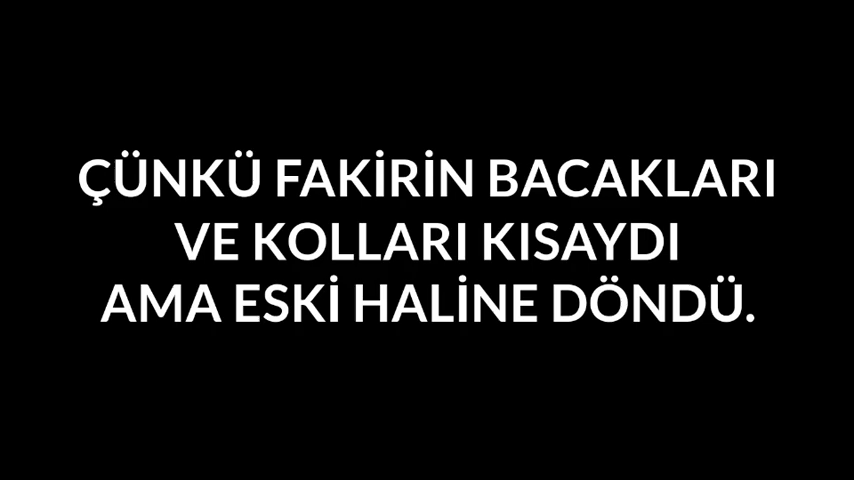 ÇÜNKÜ FAKİRİN BACAKLARI
VE KOLLARI KISAYDI
AMA ESKİ HALİNE DÖNDÜ.